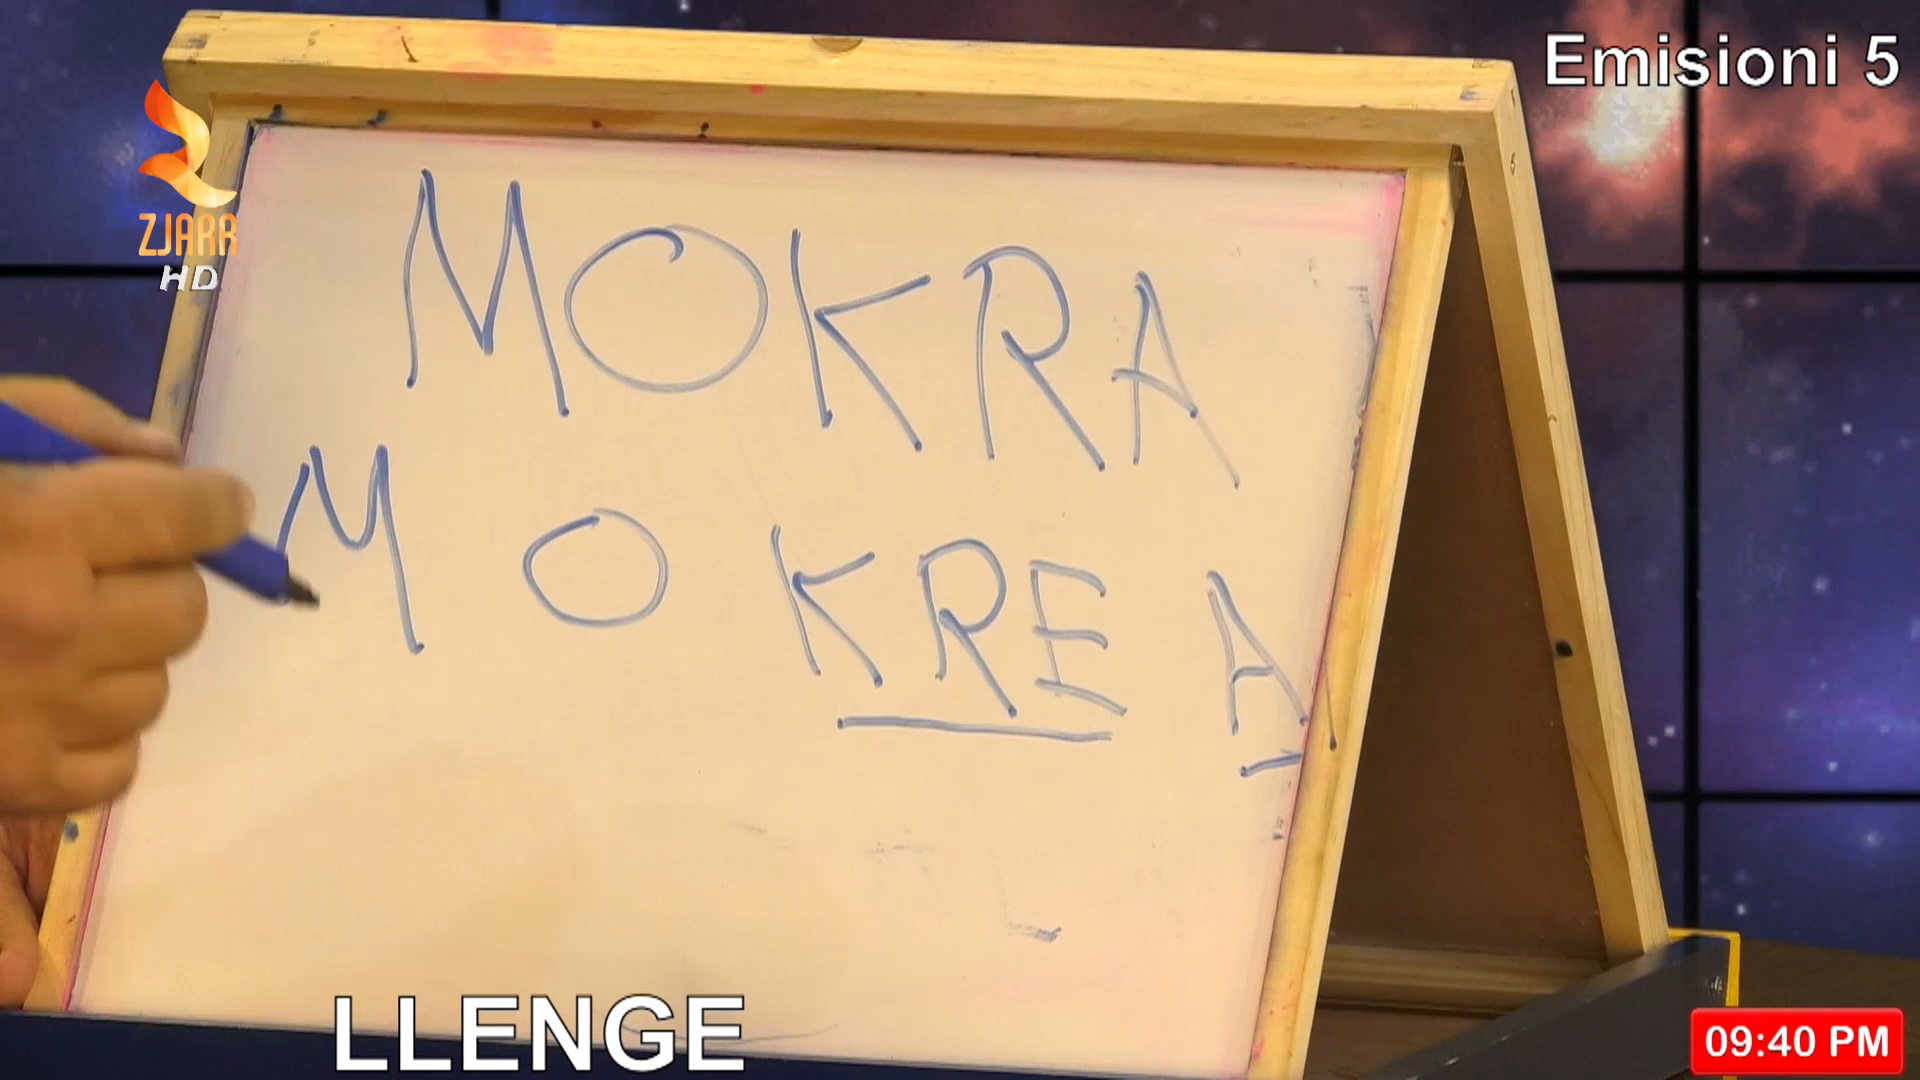 Emisioni 5
ZJARR
HD
MOKRA
M O KRE A
LLENGE
09:40 PM